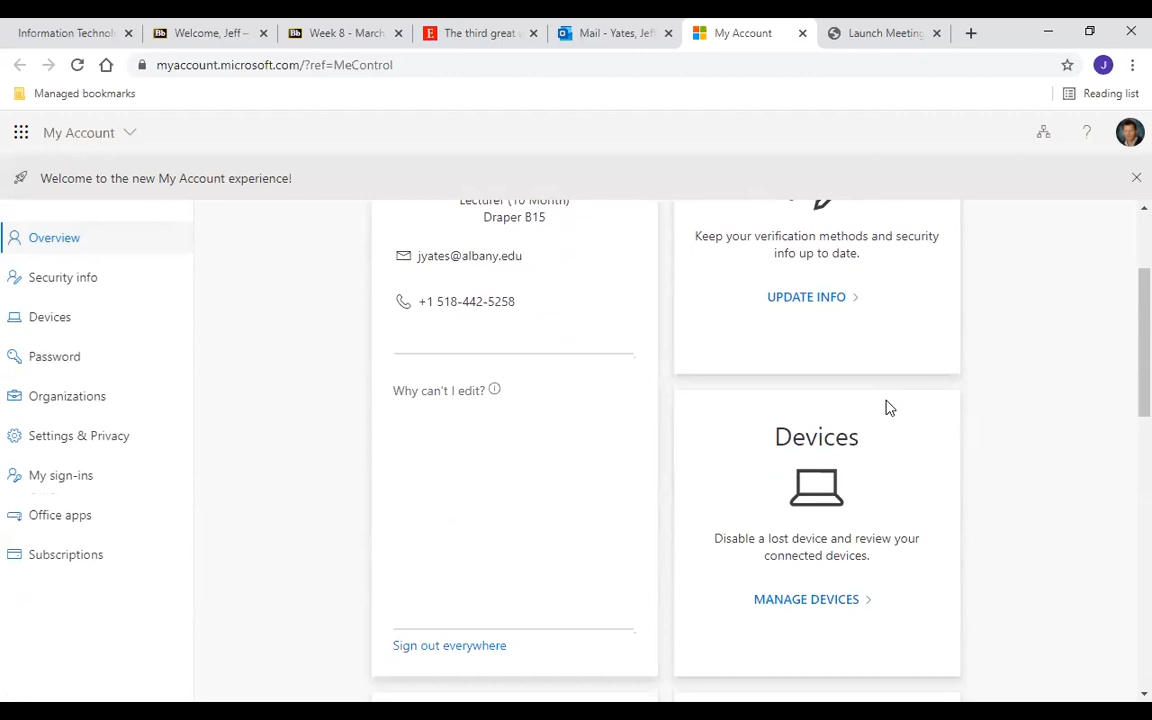 Information Technol
Welcome, Jeff –
Week 8 - March
The third great
Mail - Yates, Jef
My Account
Launch Meeting
myaccount.microsoft.com/?ref=MeControl
J
Managed bookmarks
Reading list
My Account
?
Welcome to the new My Account experience!
Overview
Security info
Devices
Password
Organizations
Settings & Privacy
My sign-ins
Office apps
Subscriptions
Lecturer (10 Month)
Draper B15
jyates@albany.edu
+1 518-442-5258
Why can't I edit?
Sign out everywhere
Keep your verification methods and security
info up to date.
UPDATE INFO >
Devices
Disable a lost device and review your
connected devices.
MANAGE DEVICES >